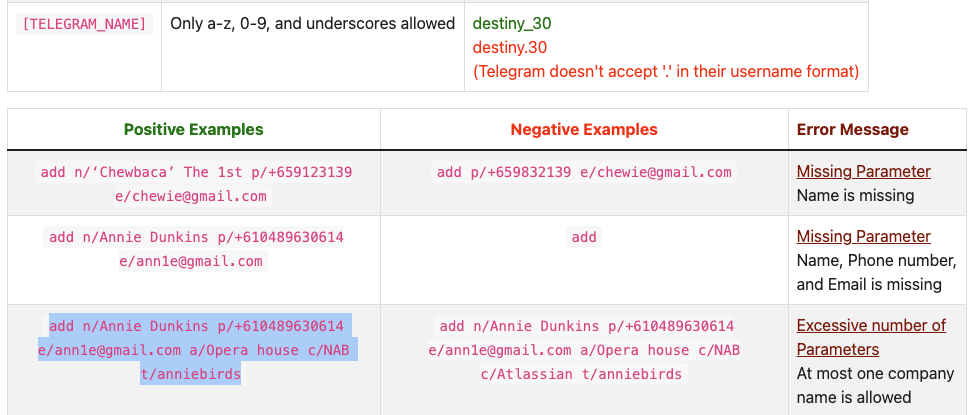 [TELEGRAM_NAME]
Only a-z, 0-9, and underscores allowed
destiny_30
destiny.30
(Telegram doesn't accept '.' in their username format)
Positive Examples
Negative Examples
Error Message
add n/‘Chewbaca’ The 1st p/+659123139
e/chewie@gmail.com
add p/+659832139 e/chewie@gmail.com
Missing Parameter
Name is missing
add n/Annie Dunkins p/+610489630614
e/ann1e@gmail.com
add
Missing Parameter
Name, Phone number,
and Email is missing
add n/Annie Dunkins p/+610489630614
e/ann1e@gmail.com a/Opera house c/NAB
t/anniebirds
add n/Annie Dunkins p/+610489630614
e/ann1e@gmail.com a/Opera house c/NAB
c/Atlassian t/anniebirds
Excessive number of
Parameters
At most one company
name is allowed